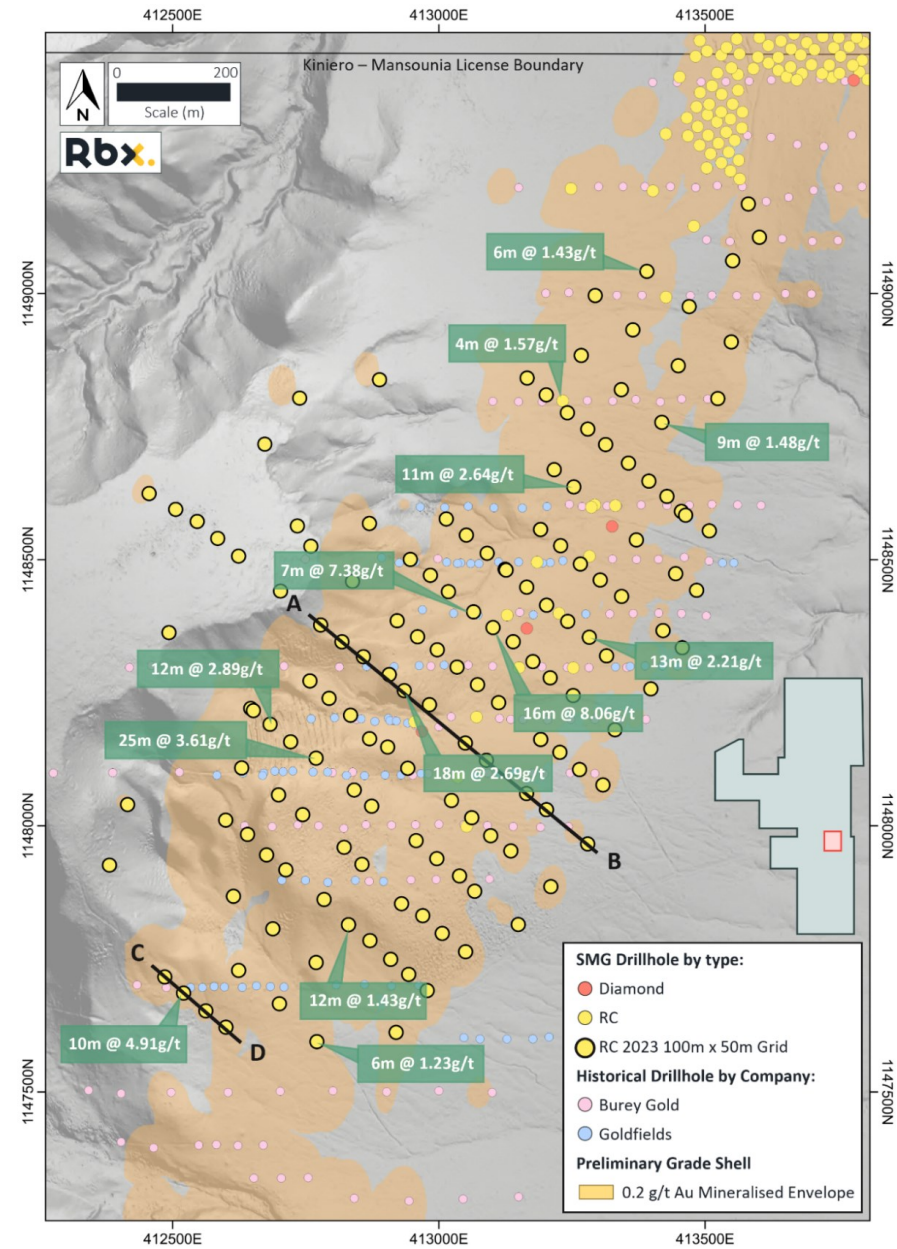 412500E
413000E
413500E
Kiniero – Mansounia License Boundary
0 200
Scale (m)
N
Rbx.
6m @ 1.43g/t
1149000N
1149000N
4m @ 1.57g/t
9m @ 1.48g/t
11m @ 2.64g/t
1148500N
1148500N
7m @ 7.38g/t
A
12m @ 2.89g/t
13m @ 2.21g/t
16m @ 8.06g/t
25m @ 3.61g/t
18m @ 2.69g/t
1148000N
1148000N
B
C
12m @ 1.43g/t
10m @ 4.91g/t
D
6m @ 1.23g/t
1147500N
1147500N
SMG Drillhole by type:
Diamond
RC
RC 2023 100m x 50m Grid
Historical Drillhole by Company:
Burey Gold
Goldfields
Preliminary Grade Shell
0.2 g/t Au Mineralised Envelope
412500E
413000E
413500E